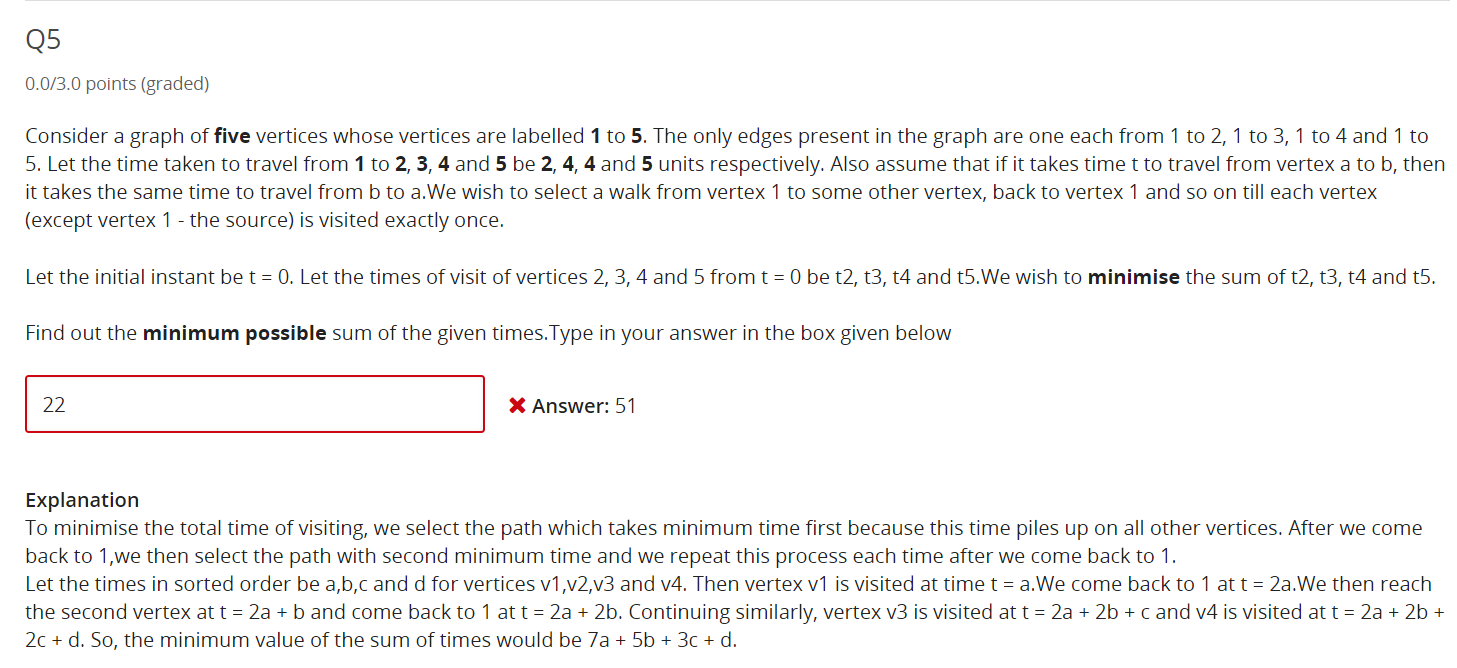 Q5
0.0/3.0 points (graded)
Consider a graph of five vertices whose vertices are labelled 1 to 5. The only edges present in the graph are one each from 1 to 2, 1 to 3, 1 to 4 and 1 to
5. Let the time taken to travel from 1 to 2, 3, 4 and 5 be 2, 4, 4 and 5 units respectively. Also assume that if it takes time t to travel from vertex a to b, then
it takes the same time to travel from b to a.We wish to select a walk from vertex 1 to some other vertex, back to vertex 1 and so on till each vertex
(except vertex 1 - the source) is visited exactly once.
Let the initial instant be t = 0. Let the times of visit of vertices 2, 3, 4 and 5 from t = 0 be t2, t3, t4 and t5.We wish to minimise the sum of t2, t3, t4 and t5.
Find out the minimum possible sum of the given times.Type in your answer in the box given below
22
✖ Answer: 51
Explanation
To minimise the total time of visiting, we select the path which takes minimum time first because this time piles up on all other vertices. After we come
back to 1,we then select the path with second minimum time and we repeat this process each time after we come back to 1.
Let the times in sorted order be a,b,c and d for vertices v1,v2,v3 and v4. Then vertex v1 is visited at time t = a.We come back to 1 at t = 2a.We then reach
the second vertex at t = 2a + b and come back to 1 at t = 2a + 2b. Continuing similarly, vertex v3 is visited at t = 2a + 2b + c and v4 is visited at t = 2a + 2b +
2c + d. So, the minimum value of the sum of times would be 7a + 5b + 3c + d.